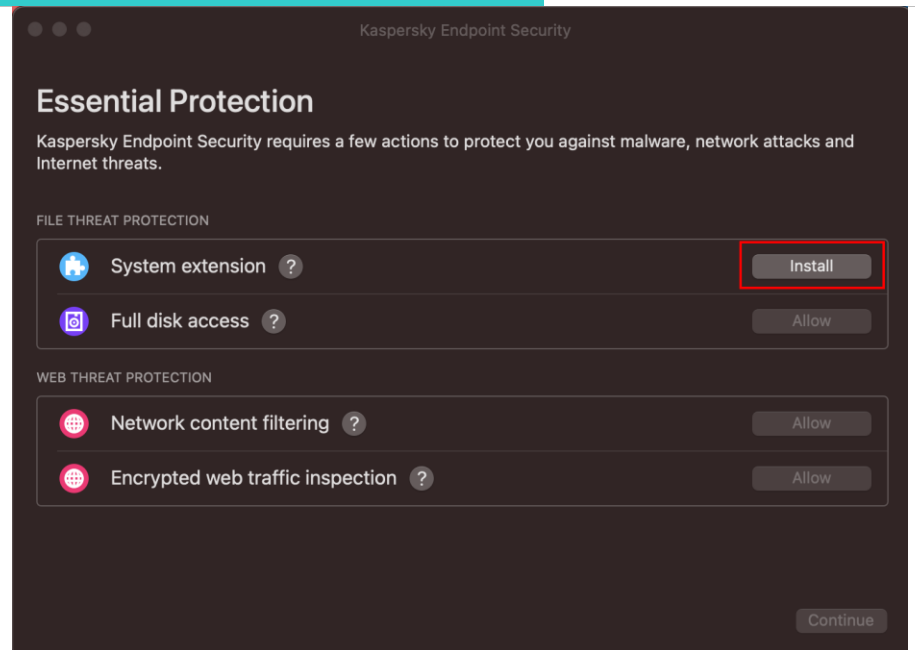 Kaspersky Endpoint Security
Essential Protection
Kaspersky Endpoint Security requires a few actions to protect you against malware, network attacks and
Internet threats.
FILE THREAT PROTECTION
System extension ? Install
Full disk access ? Allow
WEB THREAT PROTECTION
Network content filtering ? Allow
Encrypted web traffic inspection ? Allow
Continue